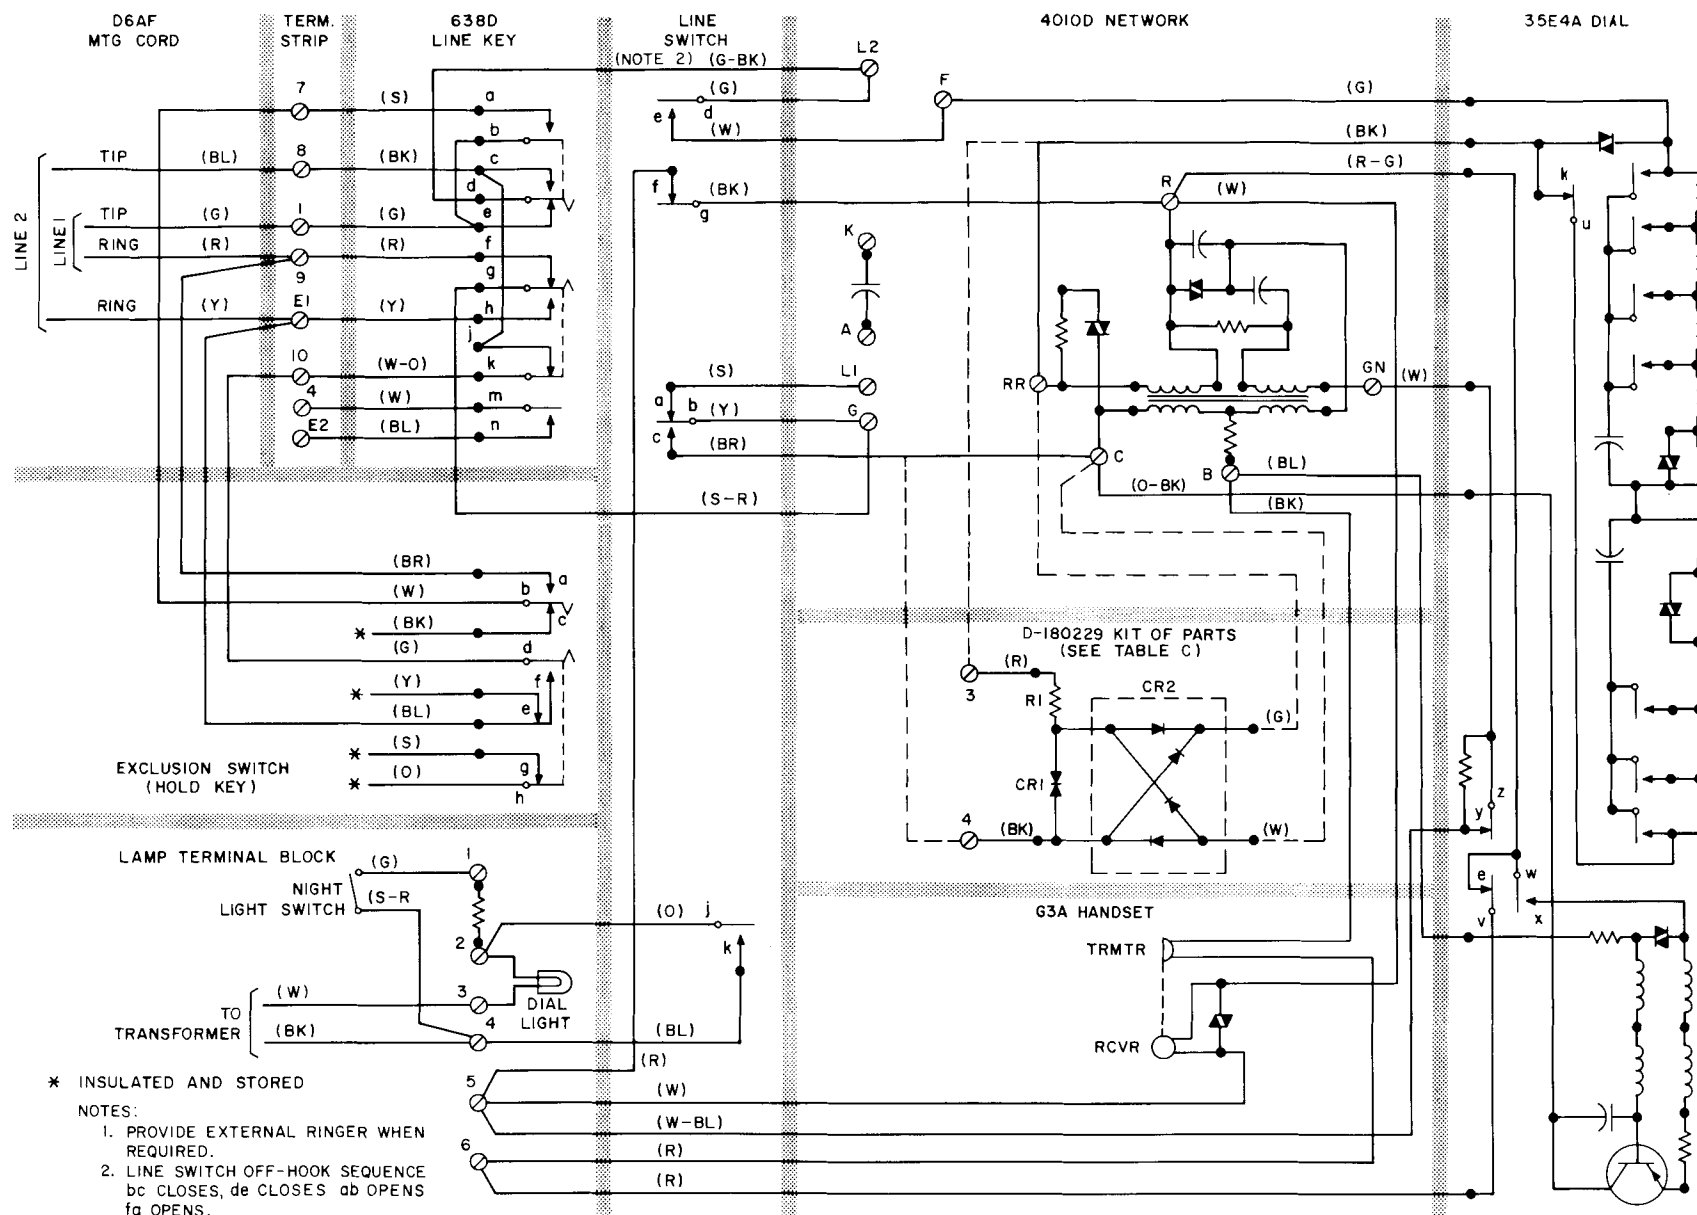 D6AF
MTG CORD
TERM.
STRIP
638D
LINE KEY
LINE
SWITCH
4010D NETWORK
35E4A DIAL
(NOTE 2) (G-BK)
L2
7
(S)
a
(G)
d
F
(G)
b
e
(W)
(BK)
TIP
(BL)
8
(BK)
c
(R-G)
k
d
f
(BK)
R
(W)
LINE 2
LINE 1
TIP
(G)
1
(G)
e
g
u
RING
(R)
(R)
f
K
9
g
RING
(Y)
E1
(Y)
h
A
j
10
(W-O)
k
(S)
L1
RR
GN
(W)
4
(W)
m
a
b
(Y)
G
E2
(BL)
n
c
(BR)
C
B
(BL)
(S-R)
(O-BK)
(BK)
(BR)
a
(W)
b
* (BK)
c
(G)
d
D-180229 KIT OF PARTS
(SEE TABLE C)
* (Y)
f
3
(R)
CR2
(BL)
e
R1
(G)
* (S)
g
EXCLUSION SWITCH
(HOLD KEY)
* (O)
h
CR1
z
4
(BK)
(W)
y
LAMP TERMINAL BLOCK
(G)
1
NIGHT
LIGHT SWITCH
(S-R
e
w
G3A HANDSET
(O)
j
v
x
2
k
TRMTR
(W)
3
DIAL
LIGHT
TO
TRANSFORMER
(BK)
4
(BL)
RCVR
(R)
* INSULATED AND STORED
5
(W)
NOTES:
1. PROVIDE EXTERNAL RINGER WHEN
REQUIRED.
(W-BL)
6
(R)
2. LINE SWITCH OFF-HOOK SEQUENCE
bc CLOSES, de CLOSES ab OPENS
(R)
fg OPENS.